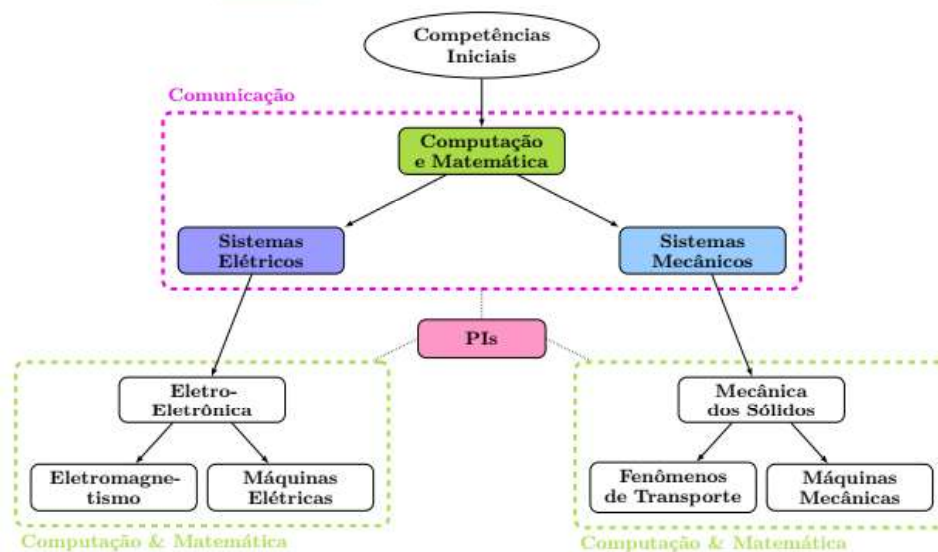 Competências
Iniciais
Comunicação
Computação
e Matemática
Sistemas
Elétricos
Sistemas
Mecânicos
PIs
Eletro-
Eletrônica
Mecânica
dos Sólidos
Eletromagne-
tismo
Máquinas
Elétricas
Fenômenos
de Transporte
Máquinas
Mecânicas
Computação & Matemática
Computação & Matemática